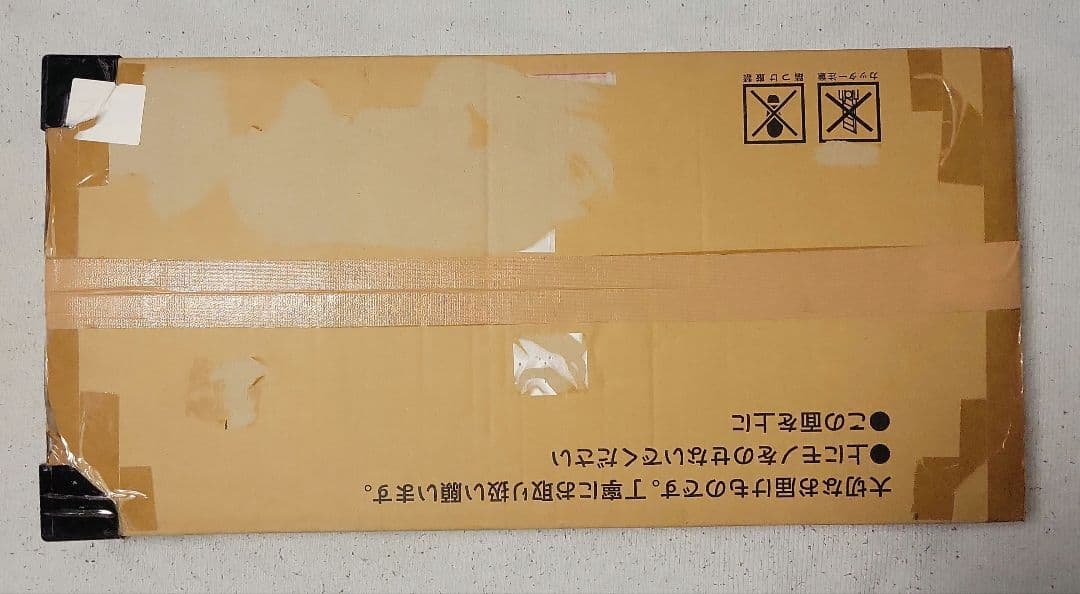 大切なお届けものです。丁寧にお取り扱い願います。
●上にモノをのせないでください
●この面を上に
カッター注意
踏つけ厳禁